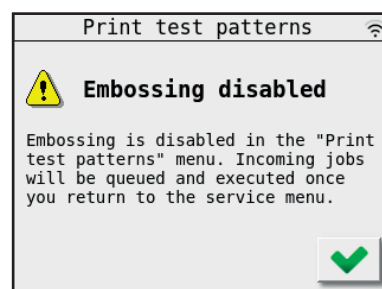 Print test patterns
Embossing disabled
Embossing is disabled in the "Print
test patterns" menu. Incoming jobs
will be queued and executed once
you return to the service menu.